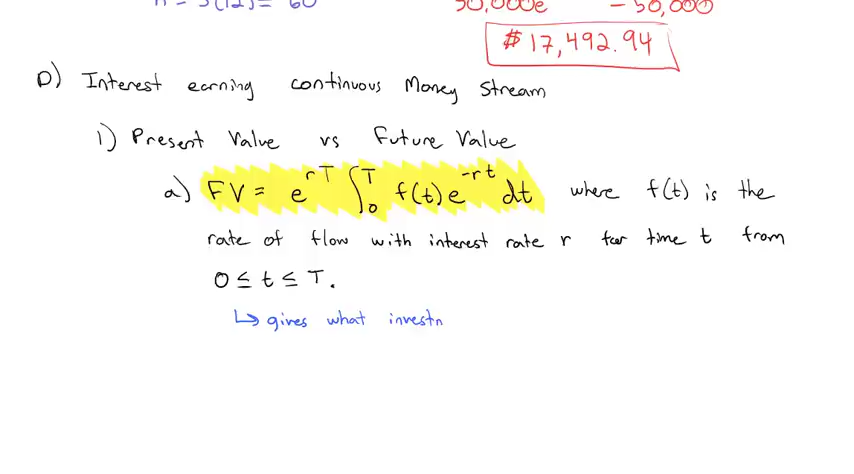 n = 5(12) = 60
50,000e - 50,000
$17,492.94
D) Interest earning continuous Money Stream
1) Present Value vs Future Value
a) FV = e^{rT} ∫_0^T f(t) e^{-rt} dt where f(t) is the
rate of flow with interest rate r for time t from
0 ≤ t ≤ T.
↳ gives what investn